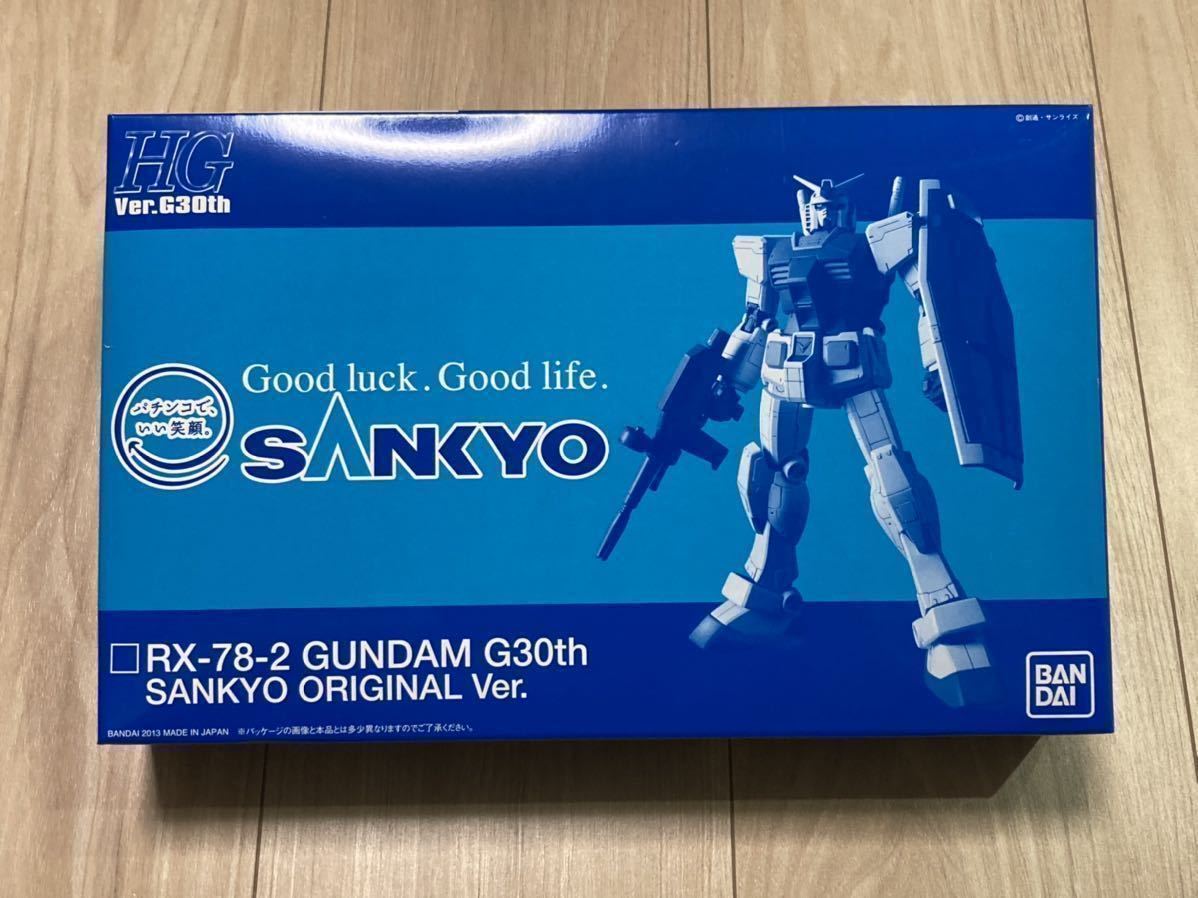 HG
Ver.G30th
©創通・サンライズ
Good luck. Good life.
パチンコで、
いい笑顔。
SANKYO
□RX-78-2 GUNDAM G30th
SANKYO ORIGINAL Ver.
BANDAI 2013 MADE IN JAPAN ※パッケージの画像と本品とは多少異なりますのでご了承ください。
BAN
DAI